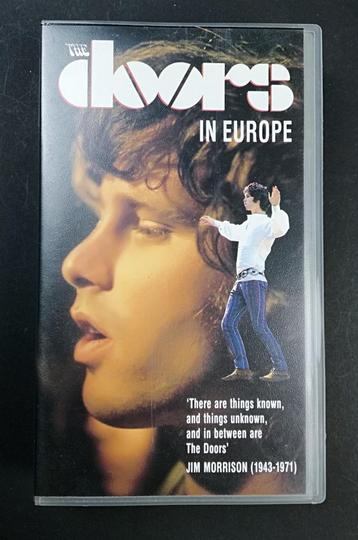 THE
doors
IN EUROPE
'There are things known,
and things unknown,
and in between are
The Doors'
JIM MORRISON (1943-1971)